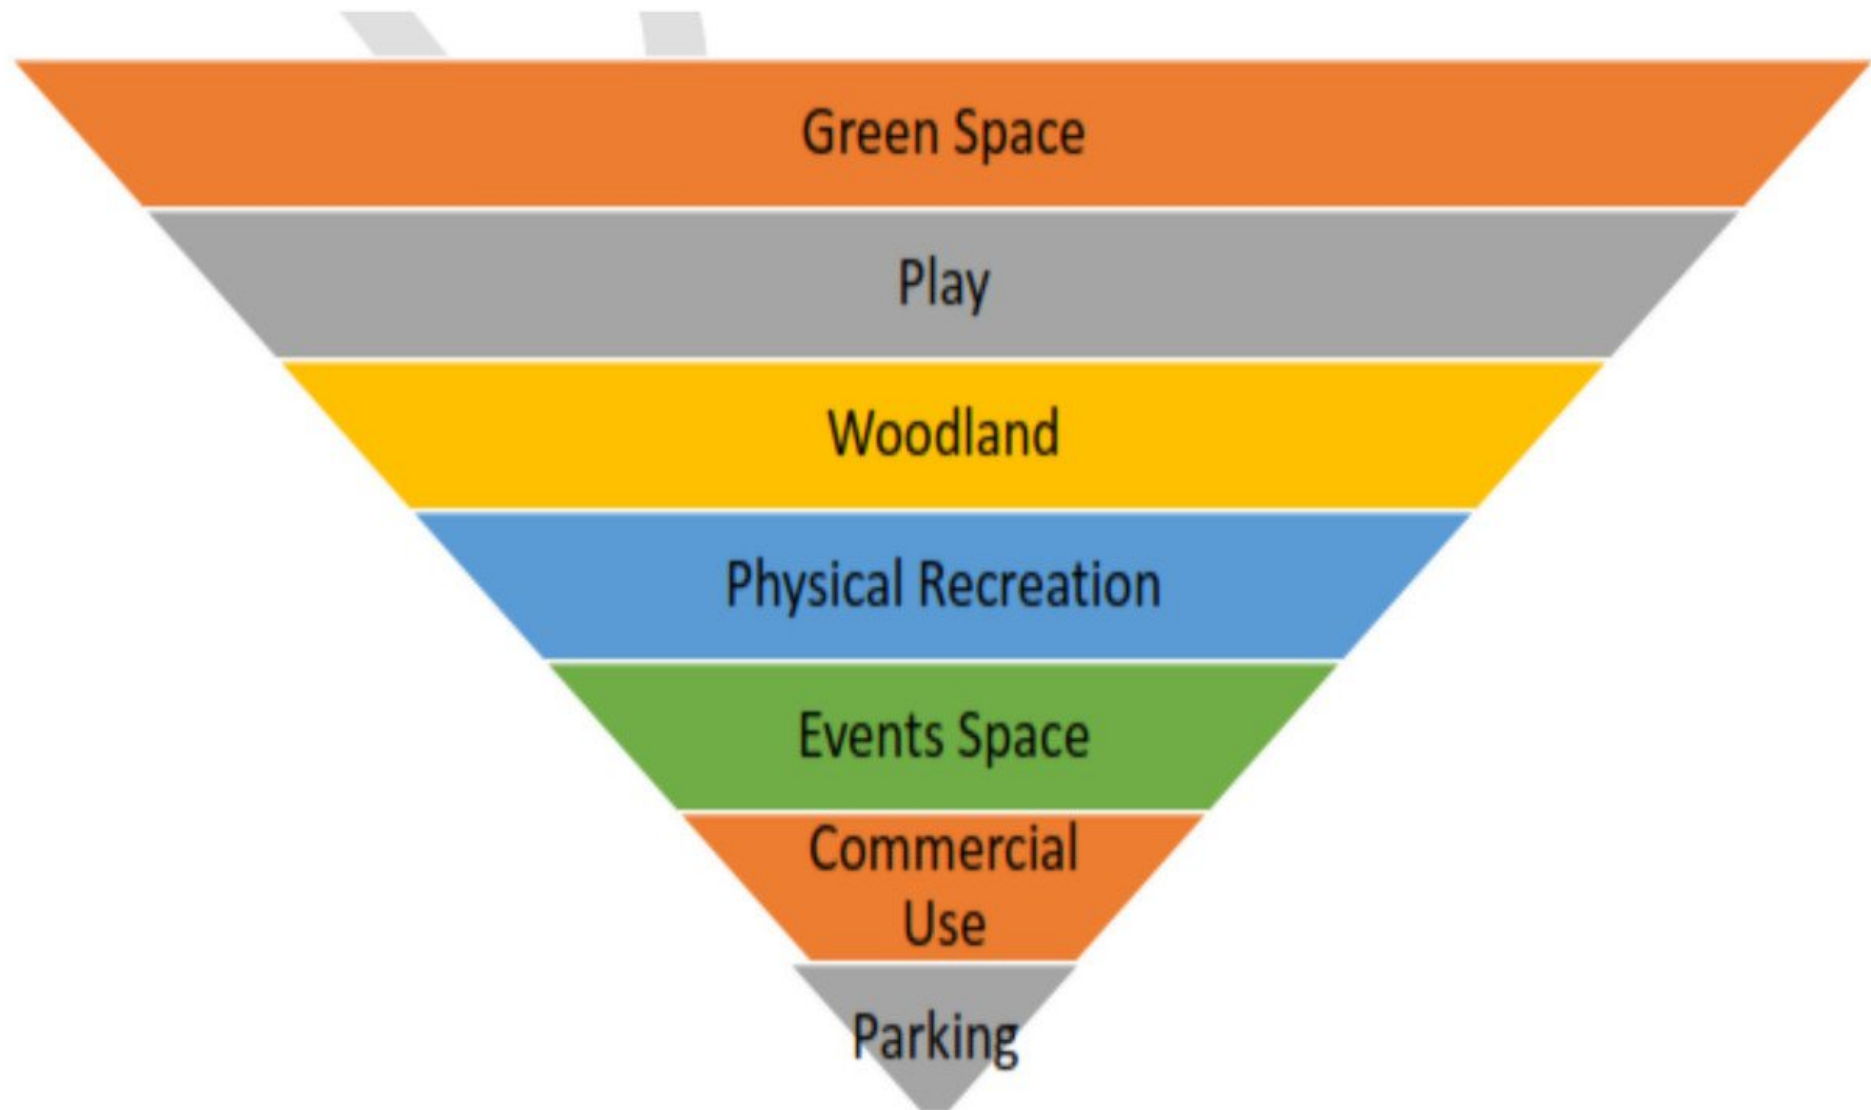 Green Space
Play
Woodland
Physical Recreation
Events Space
Commercial
Use
Parking